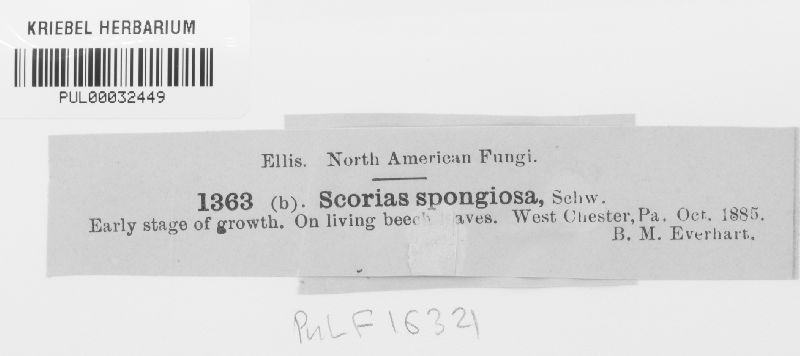 KRIEBEL HERBARIUM
PUL00032449
Ellis. North American Fungi.
1363 (b). Scorias spongiosa, Schw.
Early stage of growth. On living beech leaves. West Chester, Pa. Oct. 1885.
B. M. Everhart.
PULF16321